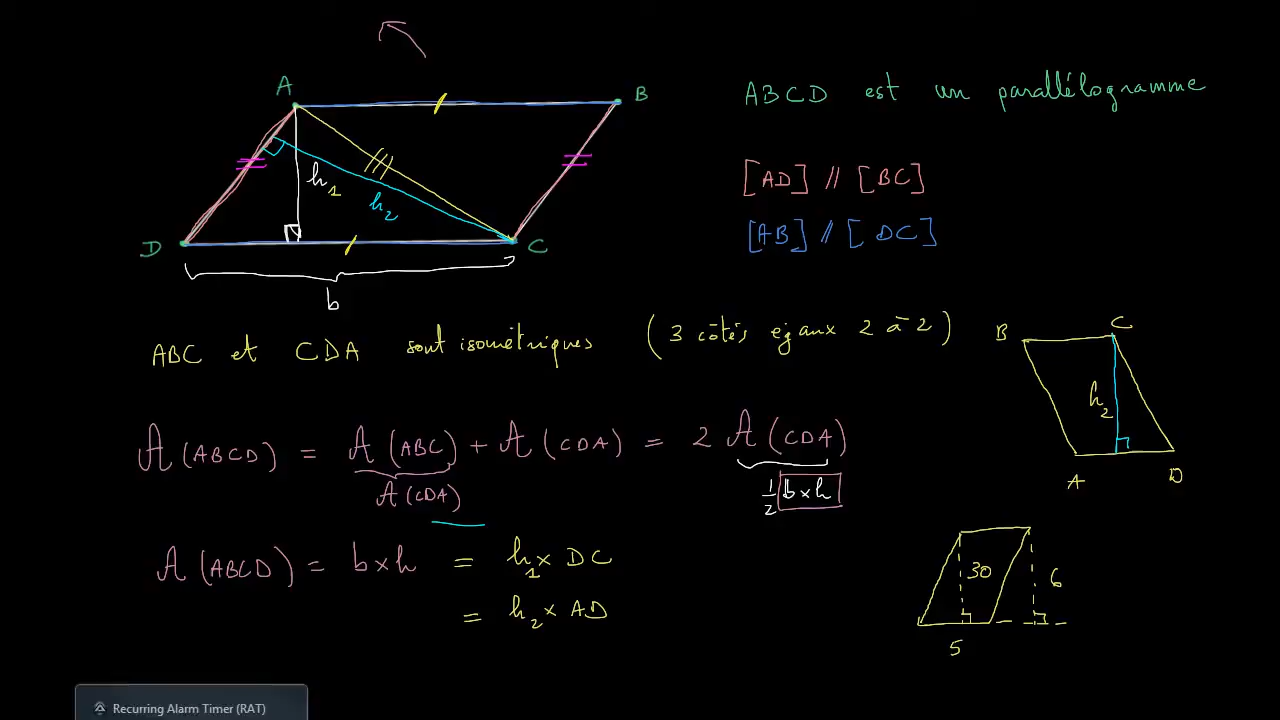 A
B
ABCD est un parallélogramme
h1
h2
[AD] // [BC]
[AB] // [DC]
D
C
b
ABC et CDA sont isométriques (3 côtés égaux 2 à 2)
B
C
h2
A
D
A(ABCD) = A(ABC) + A(CDA) = 2 A(CDA)
A(CDA)
1/2 b×h
A(ABCD) = b×h = h1 × DC
= h2 × AD
30
6
5
Recurring Alarm Timer (RAT)